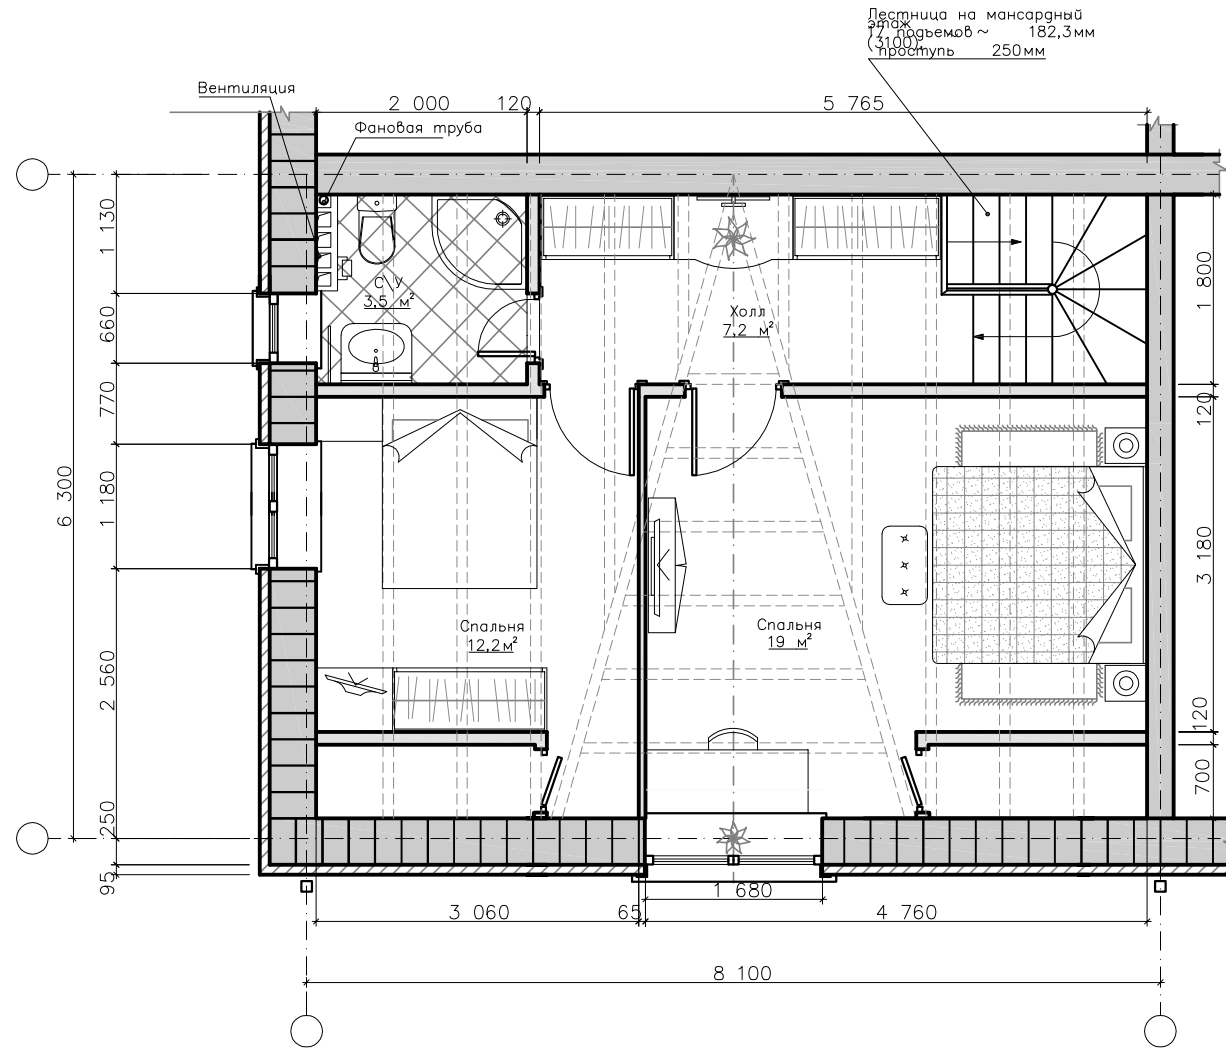 Лестница на мансардный
этаж
17 подъемов ~ 182,3мм
(3100),
проступь 250мм
Вентиляция
2 000
120
5 765
Фановая труба
1 130
660
770
1 180
2 560
250
95
6 300
С\У
3,5 м²
Холл
7,2 м²
1 800
120
3 180
120
700
Спальня
12,2м²
Спальня
19 м²
1 680
3 060
65
4 760
8 100